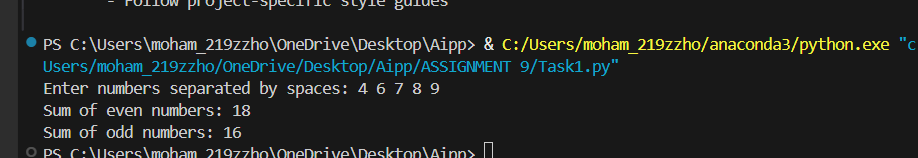 - Follow project-specific style guides
PS C:\Users\moham_219zzho\OneDrive\Desktop\Aipp> & C:/Users/moham_219zzho/anaconda3/python.exe "c
Users/moham_219zzho/OneDrive/Desktop/Aipp/ASSIGNMENT 9/Task1.py"
Enter numbers separated by spaces: 4 6 7 8 9
Sum of even numbers: 18
Sum of odd numbers: 16
PS C:\Users\moham_219zzho\OneDrive\Desktop\Aipp>